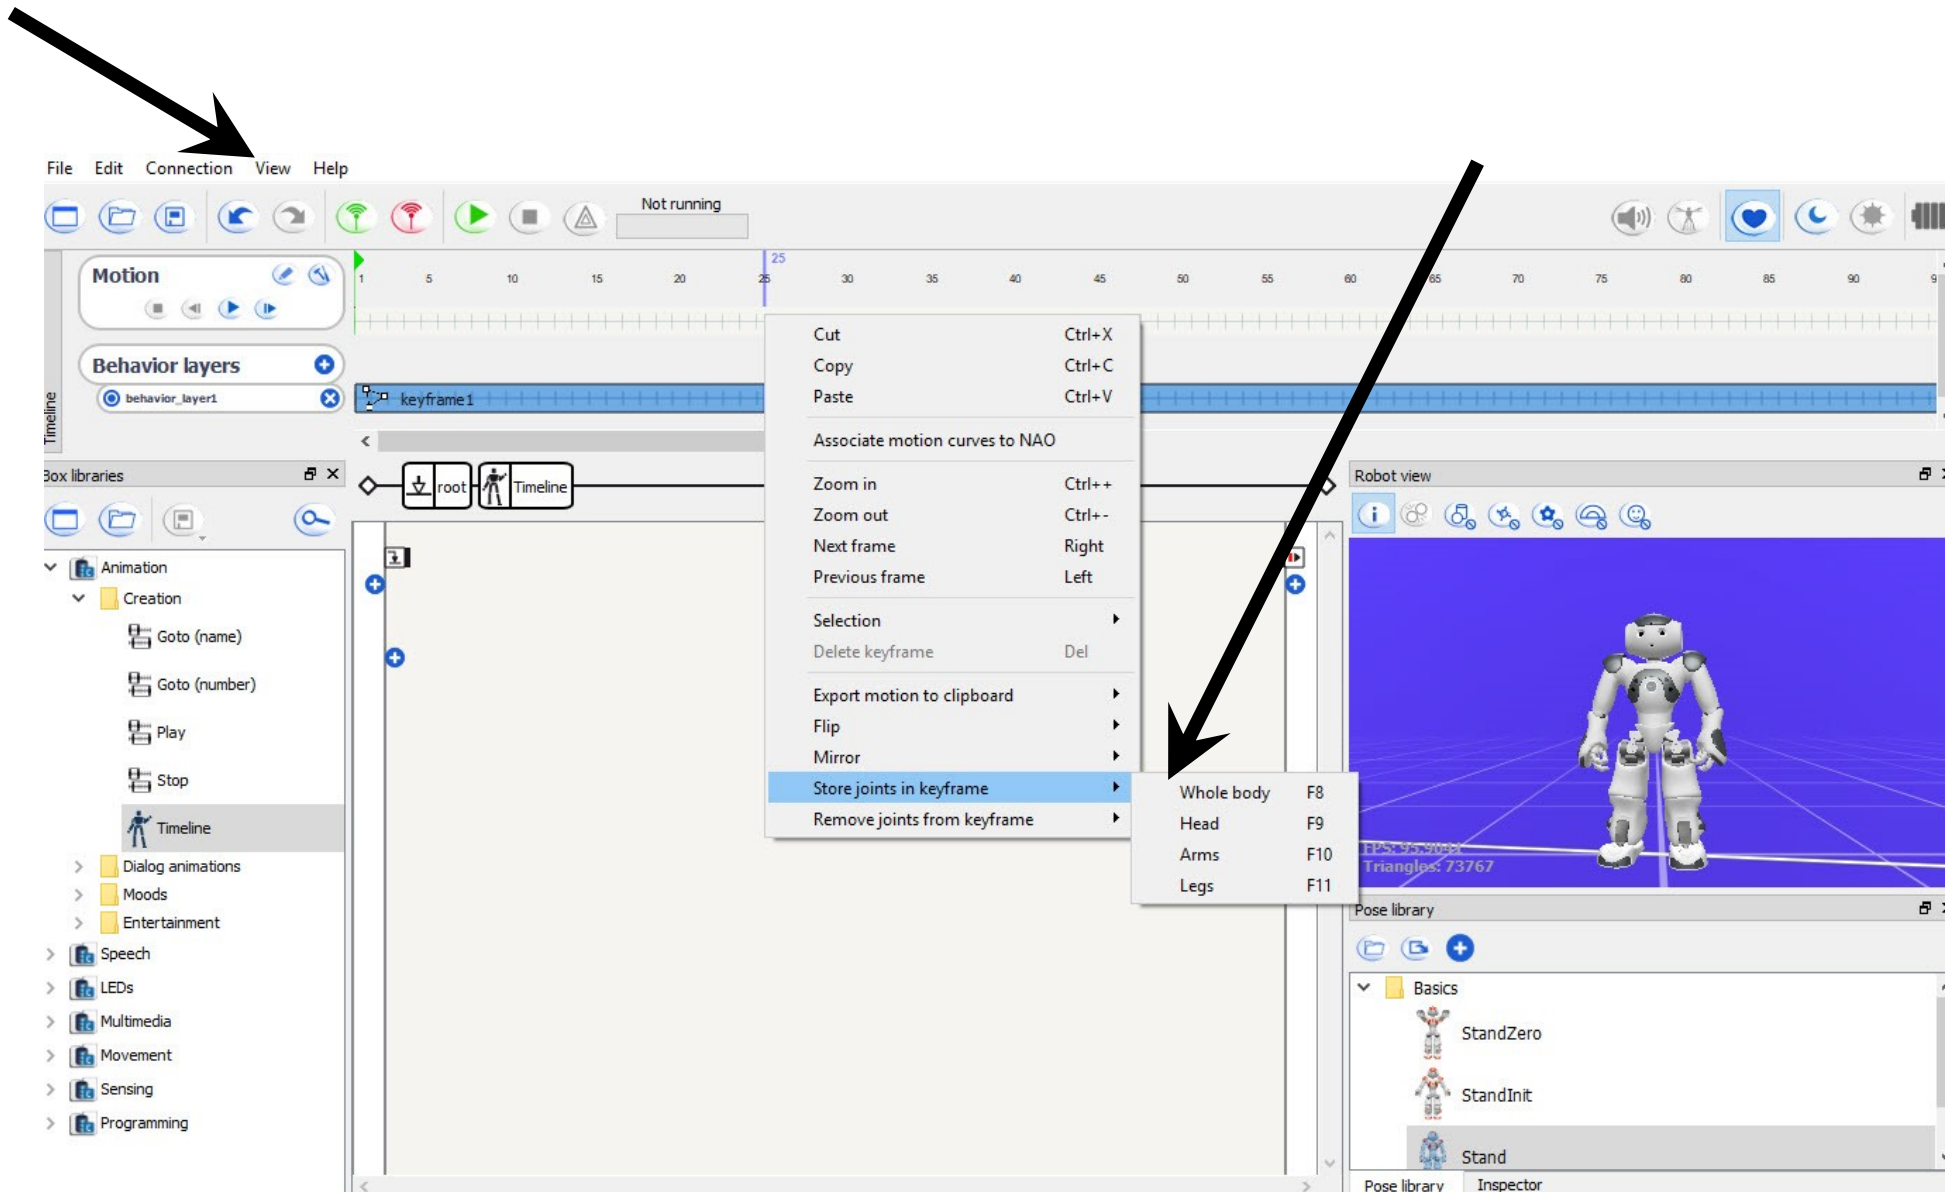 File Edit Connection View Help
Not running
Motion
25
1 5 10 15 20 25 30 35 40 45 50 55 60 65 70 75 80 85 90 9
Behavior layers
behavior_layer1
keyframe1
Timeline
Cut Ctrl+X
Copy Ctrl+C
Paste Ctrl+V
Associate motion curves to NAO
Zoom in Ctrl++
Zoom out Ctrl+-
Next frame Right
Previous frame Left
Selection
Delete keyframe Del
Export motion to clipboard
Flip
Mirror
Store joints in keyframe
Remove joints from keyframe
Whole body F8
Head F9
Arms F10
Legs F11
Box libraries
root Timeline
Animation
Creation
Goto (name)
Goto (number)
Play
Stop
Timeline
Dialog animations
Moods
Entertainment
Speech
LEDs
Multimedia
Movement
Sensing
Programming
Robot view
FPS: 95.9041
Triangles: 73767
Pose library
Basics
StandZero
StandInit
Stand
Pose library Inspector